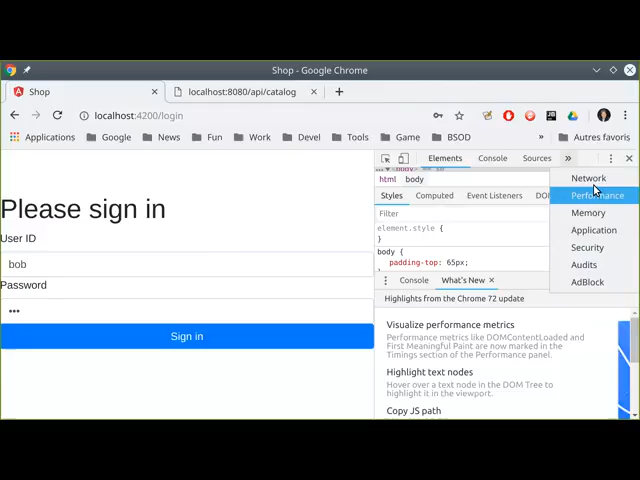 Shop - Google Chrome
Shop
localhost:8080/api/catalog
localhost:4200/login
Applications Google News Fun Work Devel Tools Game BSOD » Autres favoris
Elements Console Sources »
html body
Styles Computed Event Listeners DO
Filter
element.style {
}
body {
padding-top: 65px;
Network
Performance
Memory
Application
Security
Audits
AdBlock
Please sign in
User ID
bob
Password
•••
Sign in
Console What's New
Highlights from the Chrome 72 update
Visualize performance metrics
Performance metrics like DOMContentLoaded and
First Meaningful Paint are now marked in the
Timings section of the Performance panel.
Highlight text nodes
Hover over a text node in the DOM Tree to
highlight it in the viewport.
Copy JS path